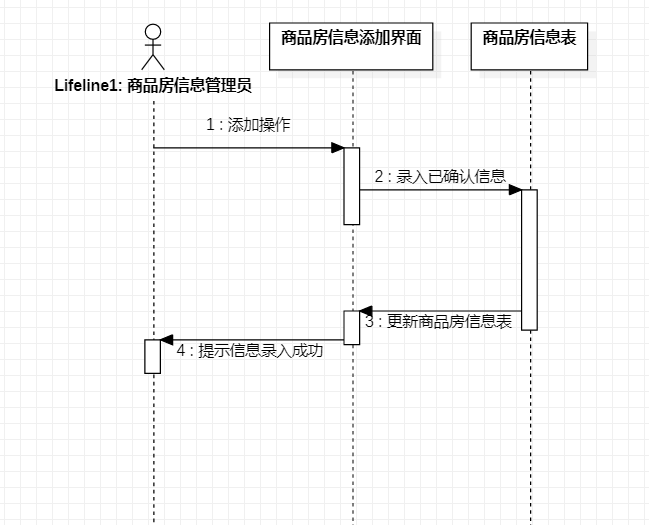 商品房信息添加界面
商品房信息表
Lifeline1: 商品房信息管理员
1 : 添加操作
2 : 录入已确认信息
3 : 更新商品房信息表
4 : 提示信息录入成功